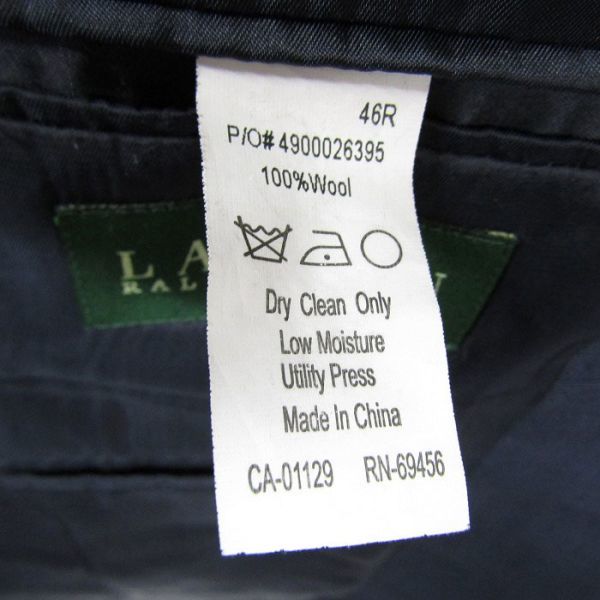 46R
P/O# 4900026395
100%Wool
Dry Clean Only
Low Moisture
Utility Press
Made In China
CA-01129 RN-69456